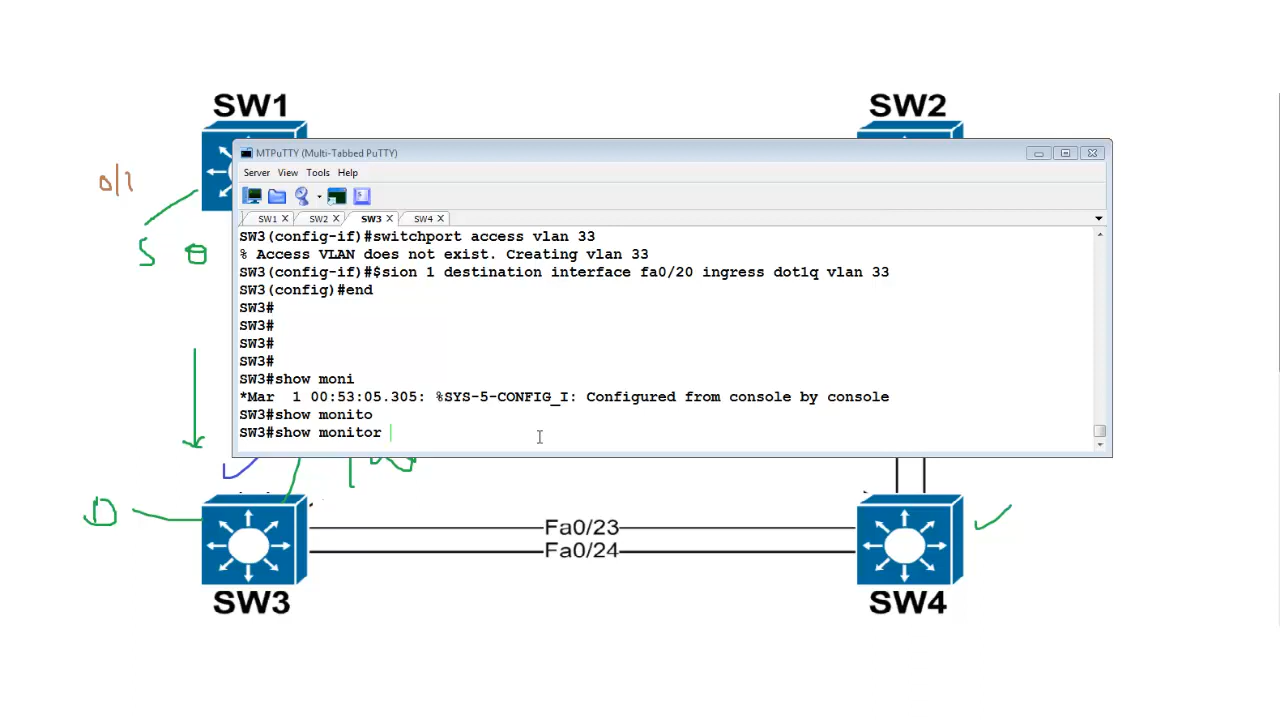 SW1
SW2
0/1
S
MTPuTTY (Multi-Tabbed PuTTY)
Server View Tools Help
SW1 SW2 SW3 SW4
SW3(config-if)#switchport access vlan 33
% Access VLAN does not exist. Creating vlan 33
SW3(config-if)#$sion 1 destination interface fa0/20 ingress dot1q vlan 33
SW3(config)#end
SW3#
SW3#
SW3#
SW3#
SW3#show moni
*Mar  1 00:53:05.305: %SYS-5-CONFIG_I: Configured from console by console
SW3#show monito
SW3#show monitor
D
Fa0/23
Fa0/24
SW3
SW4